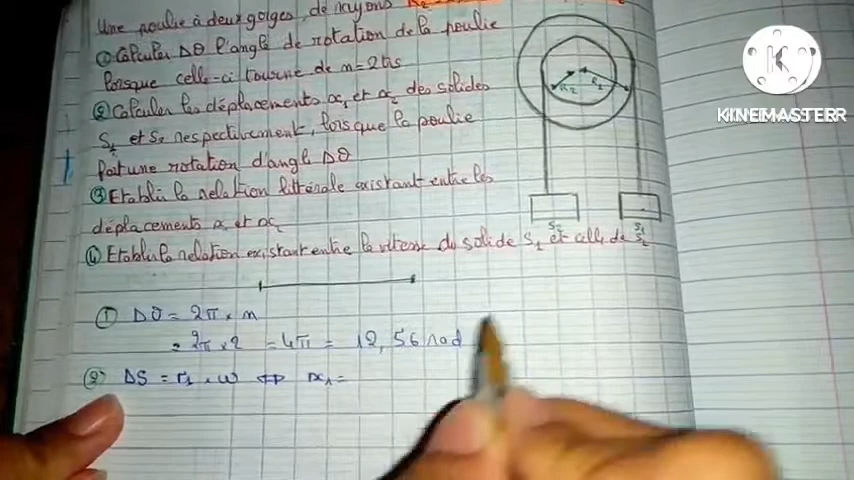 Une poulie à deux gorges, de rayons
① Calculer Δθ l'angle de rotation de la poulie
lorsque celle-ci tourne de n = 2trs
② Calculer les déplacements x₁ et x₂ des solides
S₁ et S₂ respectivement, lorsque la poulie
fait une rotation d'angle Δθ
③ Etablir la relation littérale existant entre les
déplacements x₁ et x₂
④ Etablir la relation existant entre la vitesse du solide S₁ et celle de S₂
R₂ R₁
S₂ S₁
① Δθ = 2π × n
= 2π × 2 = 4π = 12,56 rad
② ΔS = r₁ . ω ⇔ x₁ =
K
KINEMASTER